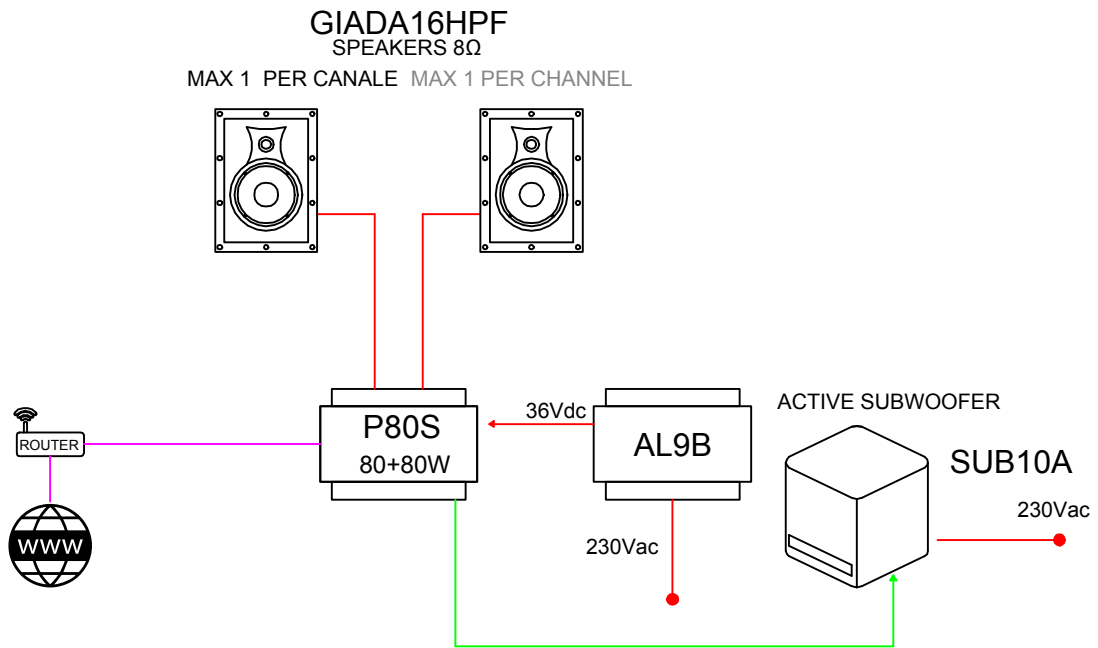 GIADA16HPF
SPEAKERS 8Ω
MAX 1 PER CANALE MAX 1 PER CHANNEL
P80S
80+80W
36Vdc
AL9B
230Vac
ACTIVE SUBWOOFER
SUB10A
230Vac
ROUTER
WWW